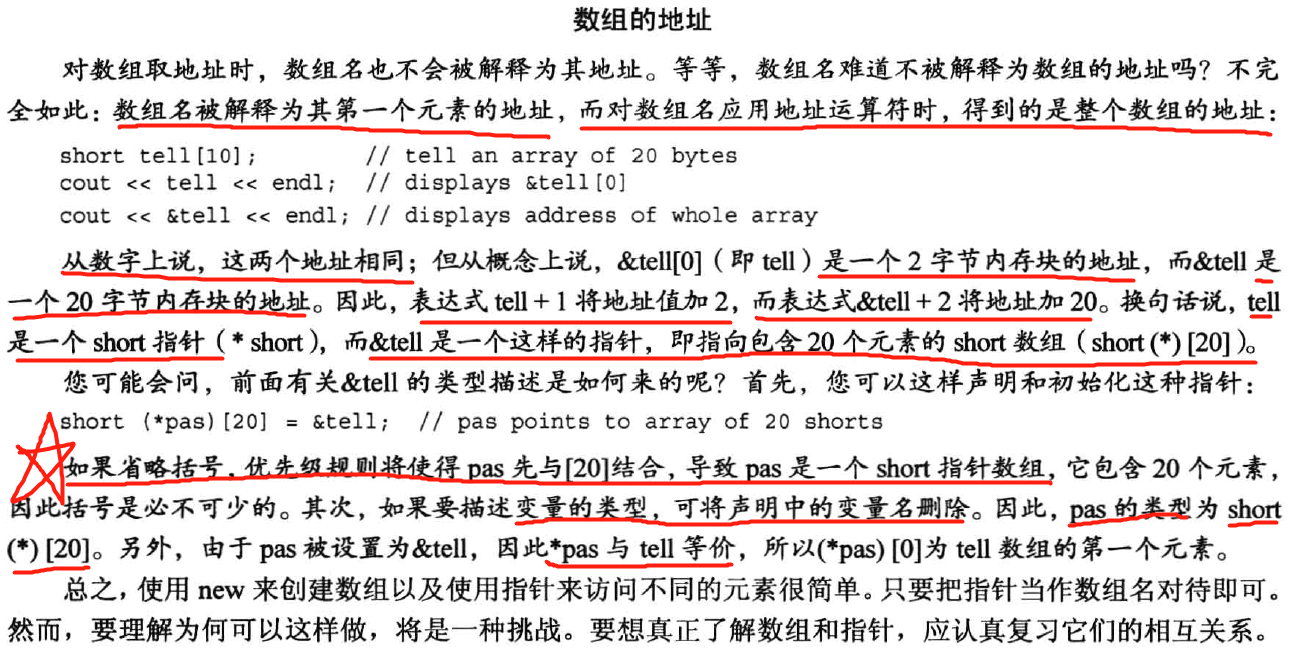 数组的地址
对数组取地址时，数组名也不会被解释为其地址。等等，数组名难道不被解释为数组的地址吗？不完
全如此：数组名被解释为其第一个元素的地址，而对数组名应用地址运算符时，得到的是整个数组的地址：
short tell[10];        // tell an array of 20 bytes
cout << tell << endl;  // displays &tell[0]
cout << &tell << endl; // displays address of whole array
从数字上说，这两个地址相同；但从概念上说，&tell[0]（即 tell）是一个 2 字节内存块的地址，而&tell 是
一个 20 字节内存块的地址。因此，表达式 tell + 1 将地址值加 2，而表达式&tell + 2 将地址加 20。换句话说，tell
是一个 short 指针（* short），而&tell 是一个这样的指针，即指向包含 20 个元素的 short 数组（short (*) [20]）。
您可能会问，前面有关&tell 的类型描述是如何来的呢？首先，您可以这样声明和初始化这种指针：
short (*pas)[20] = &tell;  // pas points to array of 20 shorts
如果省略括号，优先级规则将使得 pas 先与[20]结合，导致 pas 是一个 short 指针数组，它包含 20 个元素，
因此括号是必不可少的。其次，如果要描述变量的类型，可将声明中的变量名删除。因此，pas 的类型为 short
(*) [20]。另外，由于 pas 被设置为&tell，因此*pas 与 tell 等价，所以(*pas) [0]为 tell 数组的第一个元素。
总之，使用 new 来创建数组以及使用指针来访问不同的元素很简单。只要把指针当作数组名对待即可。
然而，要理解为何可以这样做，将是一种挑战。要想真正了解数组和指针，应认真复习它们的相互关系。